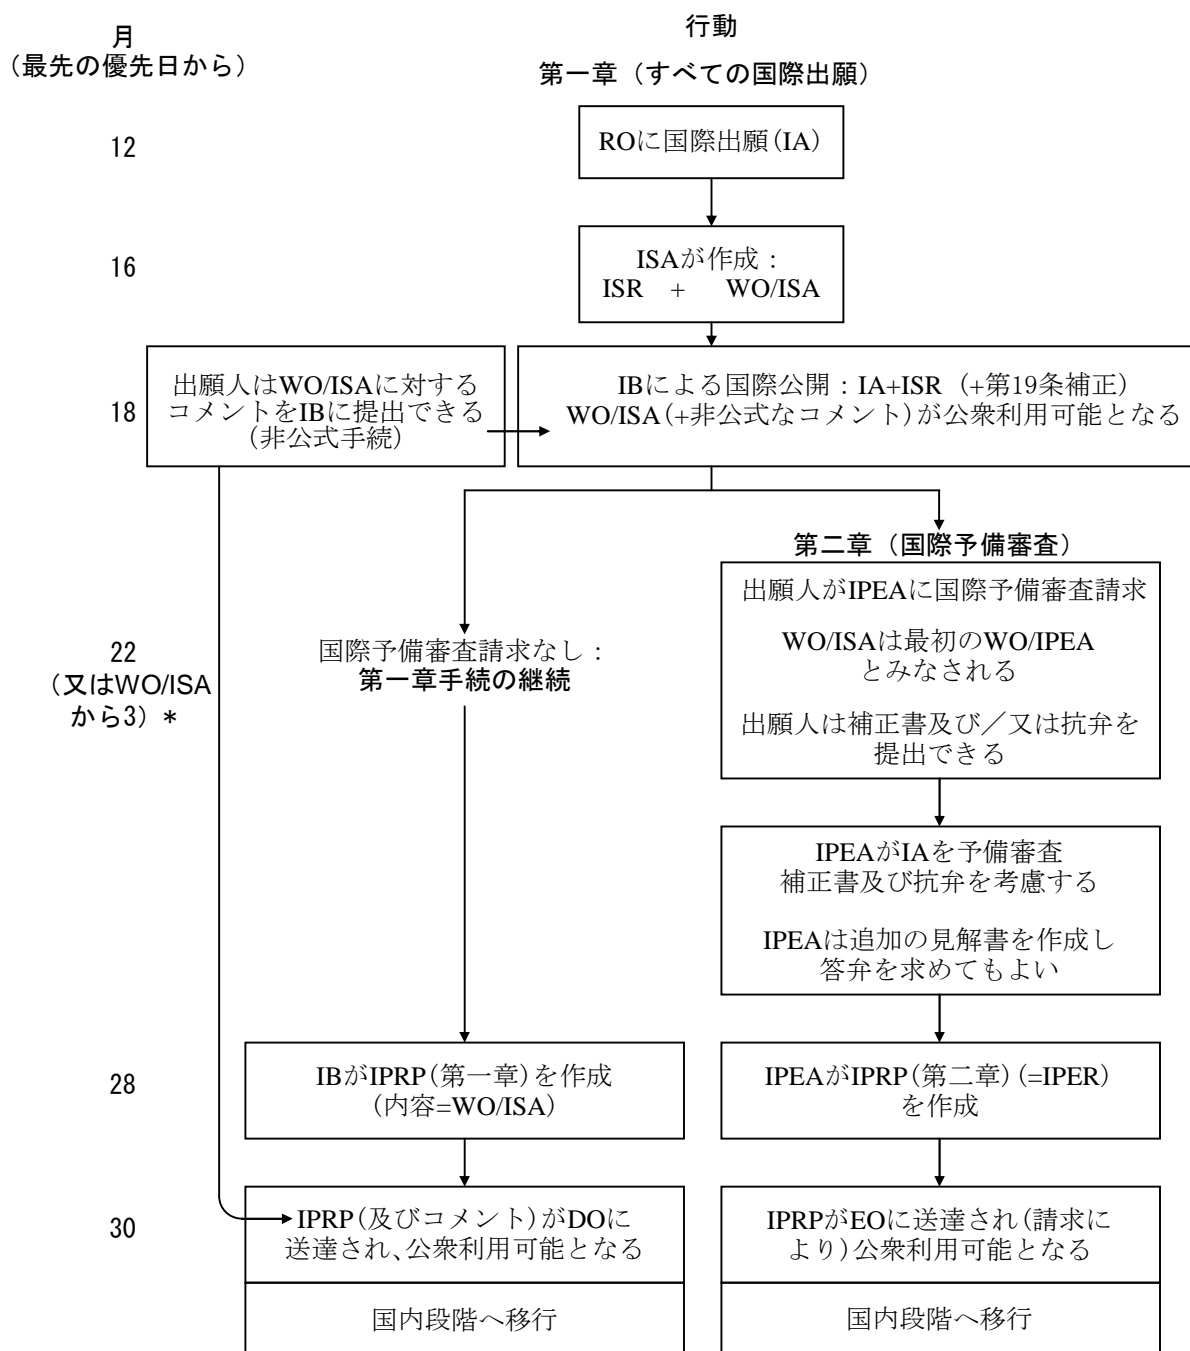 月
（最先の優先日から）
行動
第一章（すべての国際出願）
12
ROに国際出願(IA)
16
ISAが作成：
ISR + WO/ISA
18
出願人はWO/ISAに対する
コメントをIBに提出できる
(非公式手続)
IBによる国際公開：IA+ISR (+第19条補正)
WO/ISA(+非公式なコメント)が公衆利用可能となる
22
（又はWO/ISA
から3）*
国際予備審査請求なし：
第一章手続の継続
第二章（国際予備審査）
出願人がIPEAに国際予備審査請求
WO/ISAは最初のWO/IPEA
とみなされる
出願人は補正書及び／又は抗弁を
提出できる
IPEAがIAを予備審査
補正書及び抗弁を考慮する
IPEAは追加の見解書を作成し
答弁を求めてもよい
28
IBがIPRP(第一章)を作成
(内容=WO/ISA)
IPEAがIPRP(第二章)(=IPER)
を作成
30
IPRP(及びコメント)がDOに
送達され、公衆利用可能となる
IPRPがEOに送達され(請求に
より)公衆利用可能となる
国内段階へ移行
国内段階へ移行